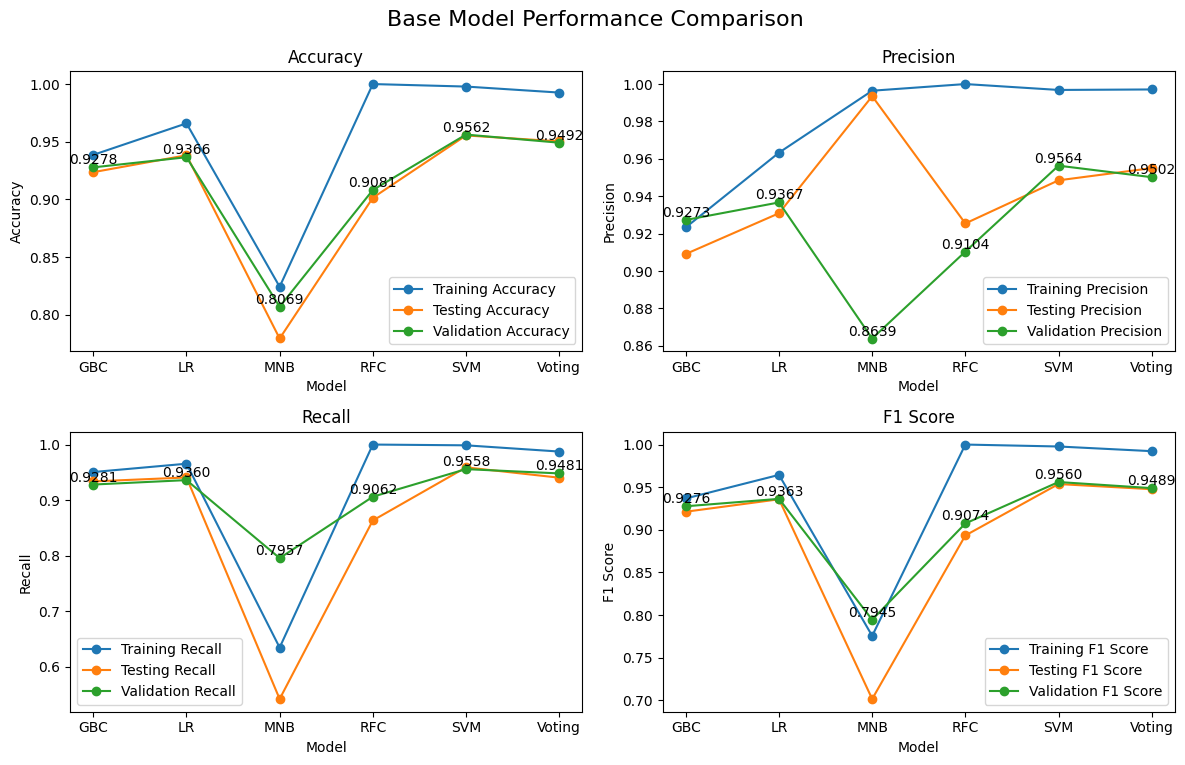 Base Model Performance Comparison
Accuracy
1.00
0.95
0.90
0.85
0.80
Accuracy
0.9278
0.9366
0.8069
0.9081
0.9562
0.9492
Training Accuracy
Testing Accuracy
Validation Accuracy
GBC LR MNB RFC SVM Voting
Model
Precision
1.00
0.98
0.96
0.94
0.92
0.90
0.88
0.86
Precision
0.9273
0.9367
0.8639
0.9104
0.9564
0.9502
Training Precision
Testing Precision
Validation Precision
GBC LR MNB RFC SVM Voting
Model
Recall
1.0
0.9
0.8
0.7
0.6
Recall
0.9281
0.9360
0.7957
0.9062
0.9558
0.9481
Training Recall
Testing Recall
Validation Recall
GBC LR MNB RFC SVM Voting
Model
F1 Score
1.00
0.95
0.90
0.85
0.80
0.75
0.70
F1 Score
0.9276
0.9363
0.7945
0.9074
0.9560
0.9489
Training F1 Score
Testing F1 Score
Validation F1 Score
GBC LR MNB RFC SVM Voting
Model